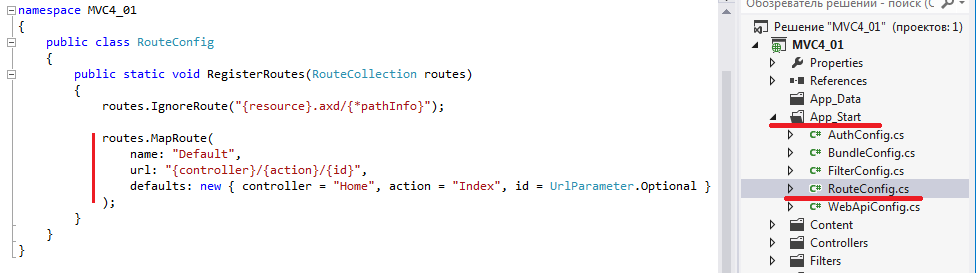 namespace MVC4_01
{
public class RouteConfig
{
public static void RegisterRoutes(RouteCollection routes)
{
routes.IgnoreRoute("{resource}.axd/{*pathInfo}");
routes.MapRoute(
name: "Default",
url: "{controller}/{action}/{id}",
defaults: new { controller = "Home", action = "Index", id = UrlParameter.Optional }
);
}
}
}
Обозреватель решений - поиск (C
Решение "MVC4_01" (проектов: 1)
MVC4_01
Properties
References
App_Data
App_Start
C# AuthConfig.cs
C# BundleConfig.cs
C# FilterConfig.cs
C# RouteConfig.cs
C# WebApiConfig.cs
Content
Controllers
Filters